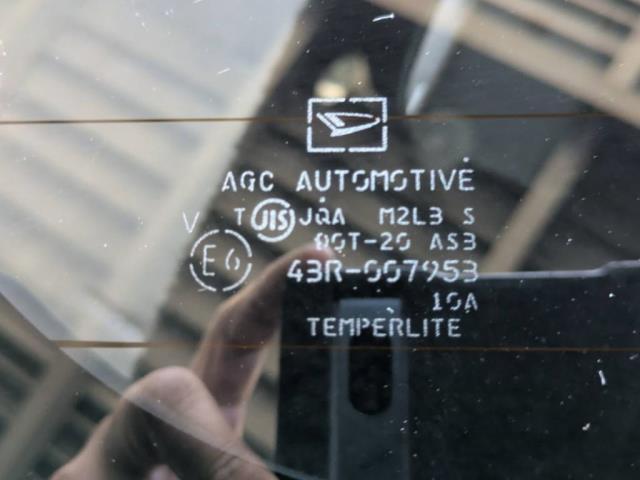 AGC AUTOMOTIVE
V T JIS JQA M2L3 S
DOT-20 AS3
E6 43R-007953
10A
TEMPERLITE